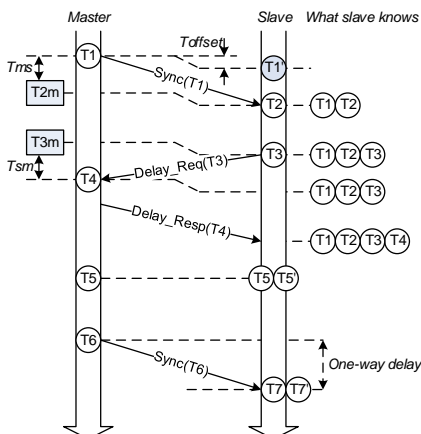 Master
Slave
What slave knows
Toffset
T1
Tms
Sync(T1)
T1'
T2m
T2
T1 T2
T3m
T3
T1 T2 T3
Tsm
Delay_Req(T3)
T4
T1 T2 T3
Delay_Resp(T4)
T1 T2 T3 T4
T5
T5 T5'
T6
Sync(T6)
One-way delay
T7 T7'